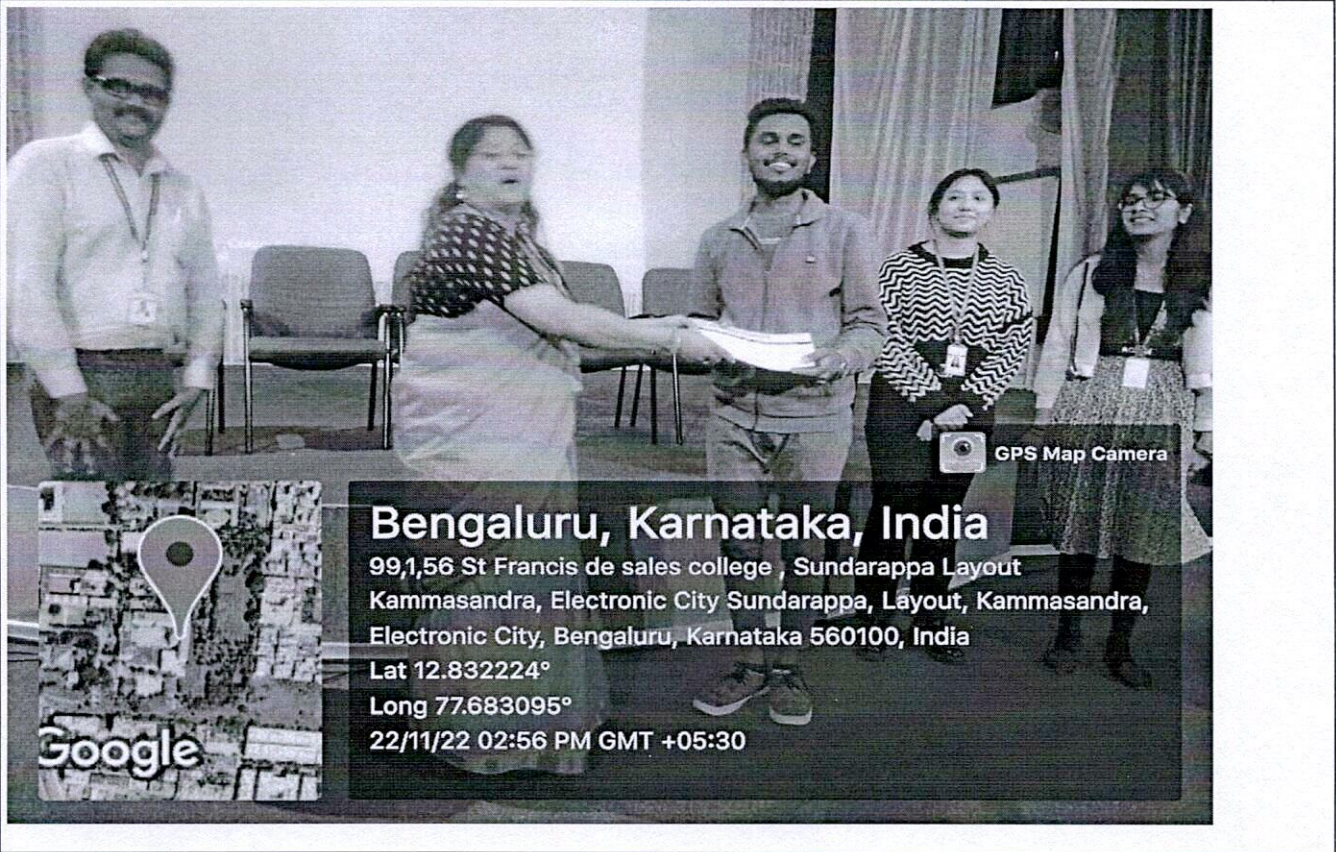 GPS Map Camera
Bengaluru, Karnataka, India
99,1,56 St Francis de sales college , Sundarappa Layout
Kammasandra, Electronic City Sundarappa, Layout, Kammasandra,
Electronic City, Bengaluru, Karnataka 560100, India
Lat 12.832224°
Long 77.683095°
22/11/22 02:56 PM GMT +05:30
Google